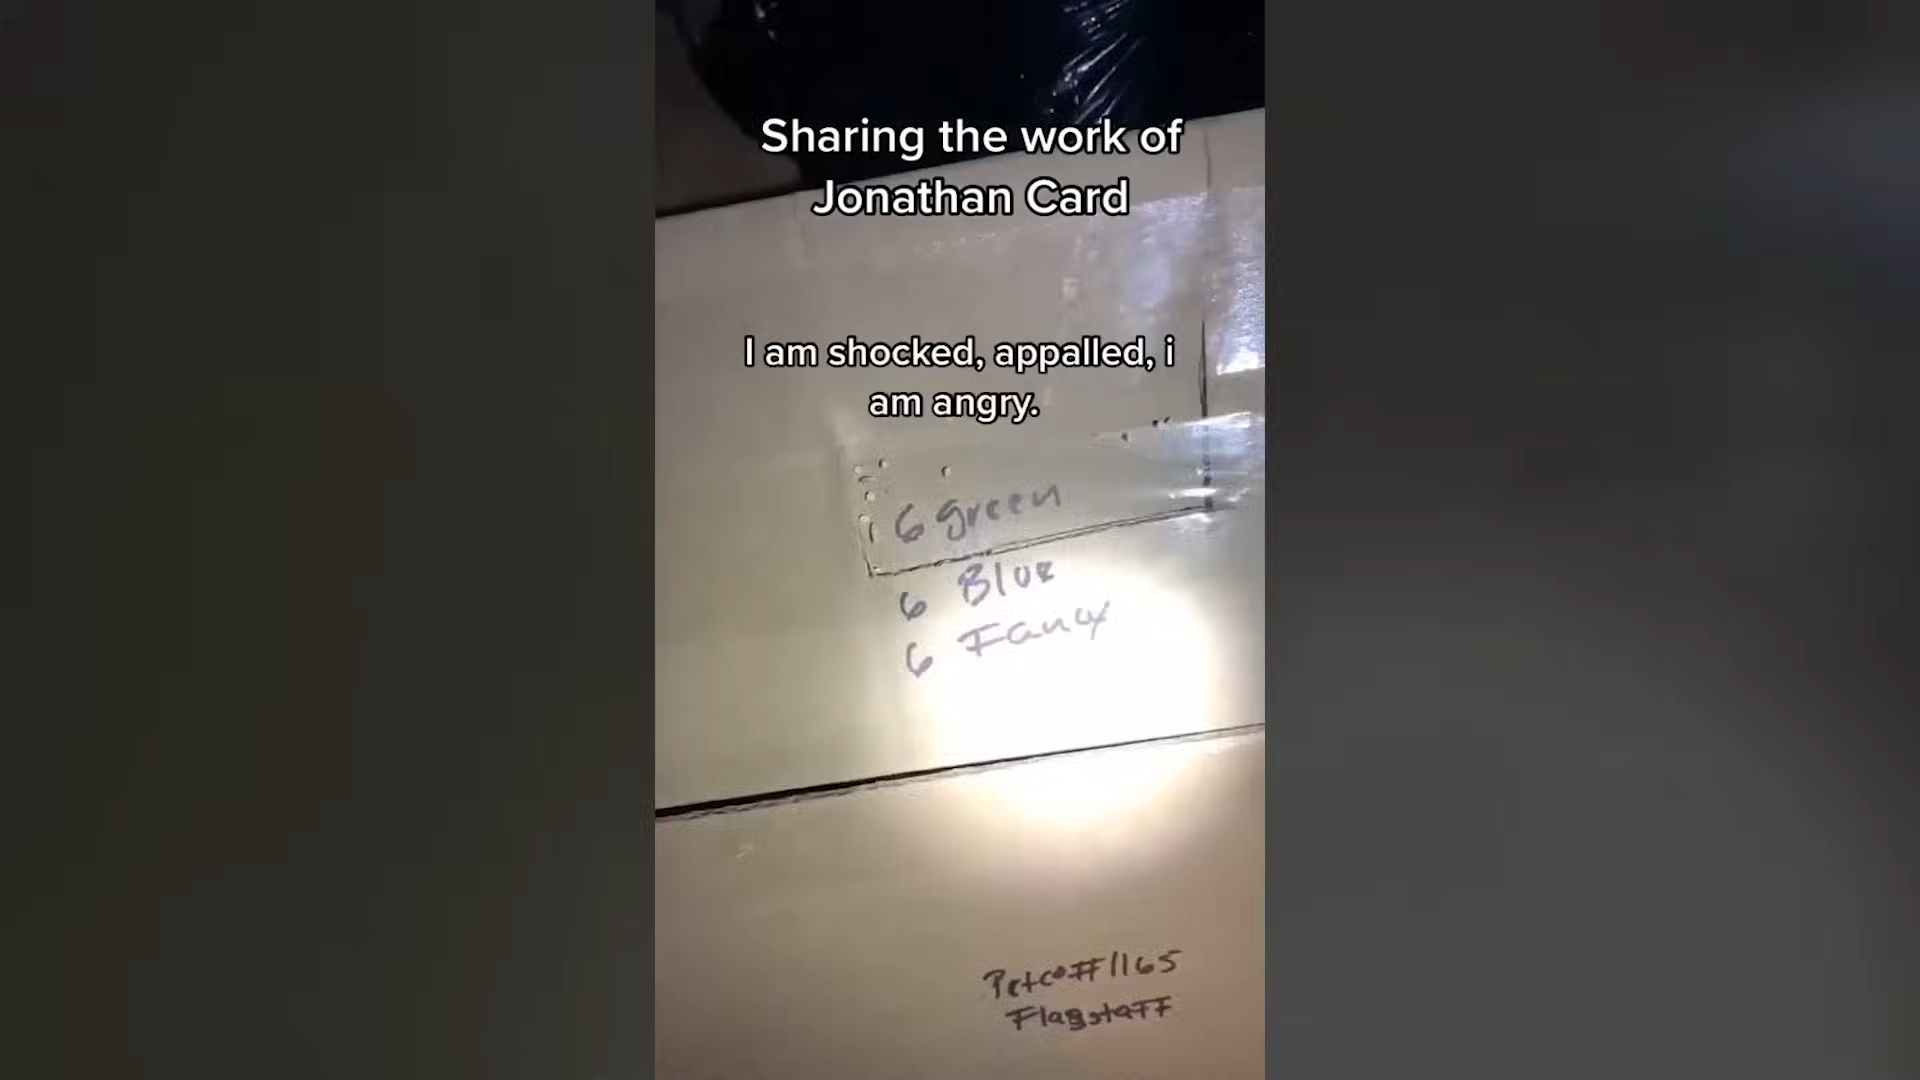 Sharing the work of
Jonathan Card
I am shocked, appalled, i
am angry.
6 green
6 Blue
6 Fancy
Petco#1165
Flagstaff